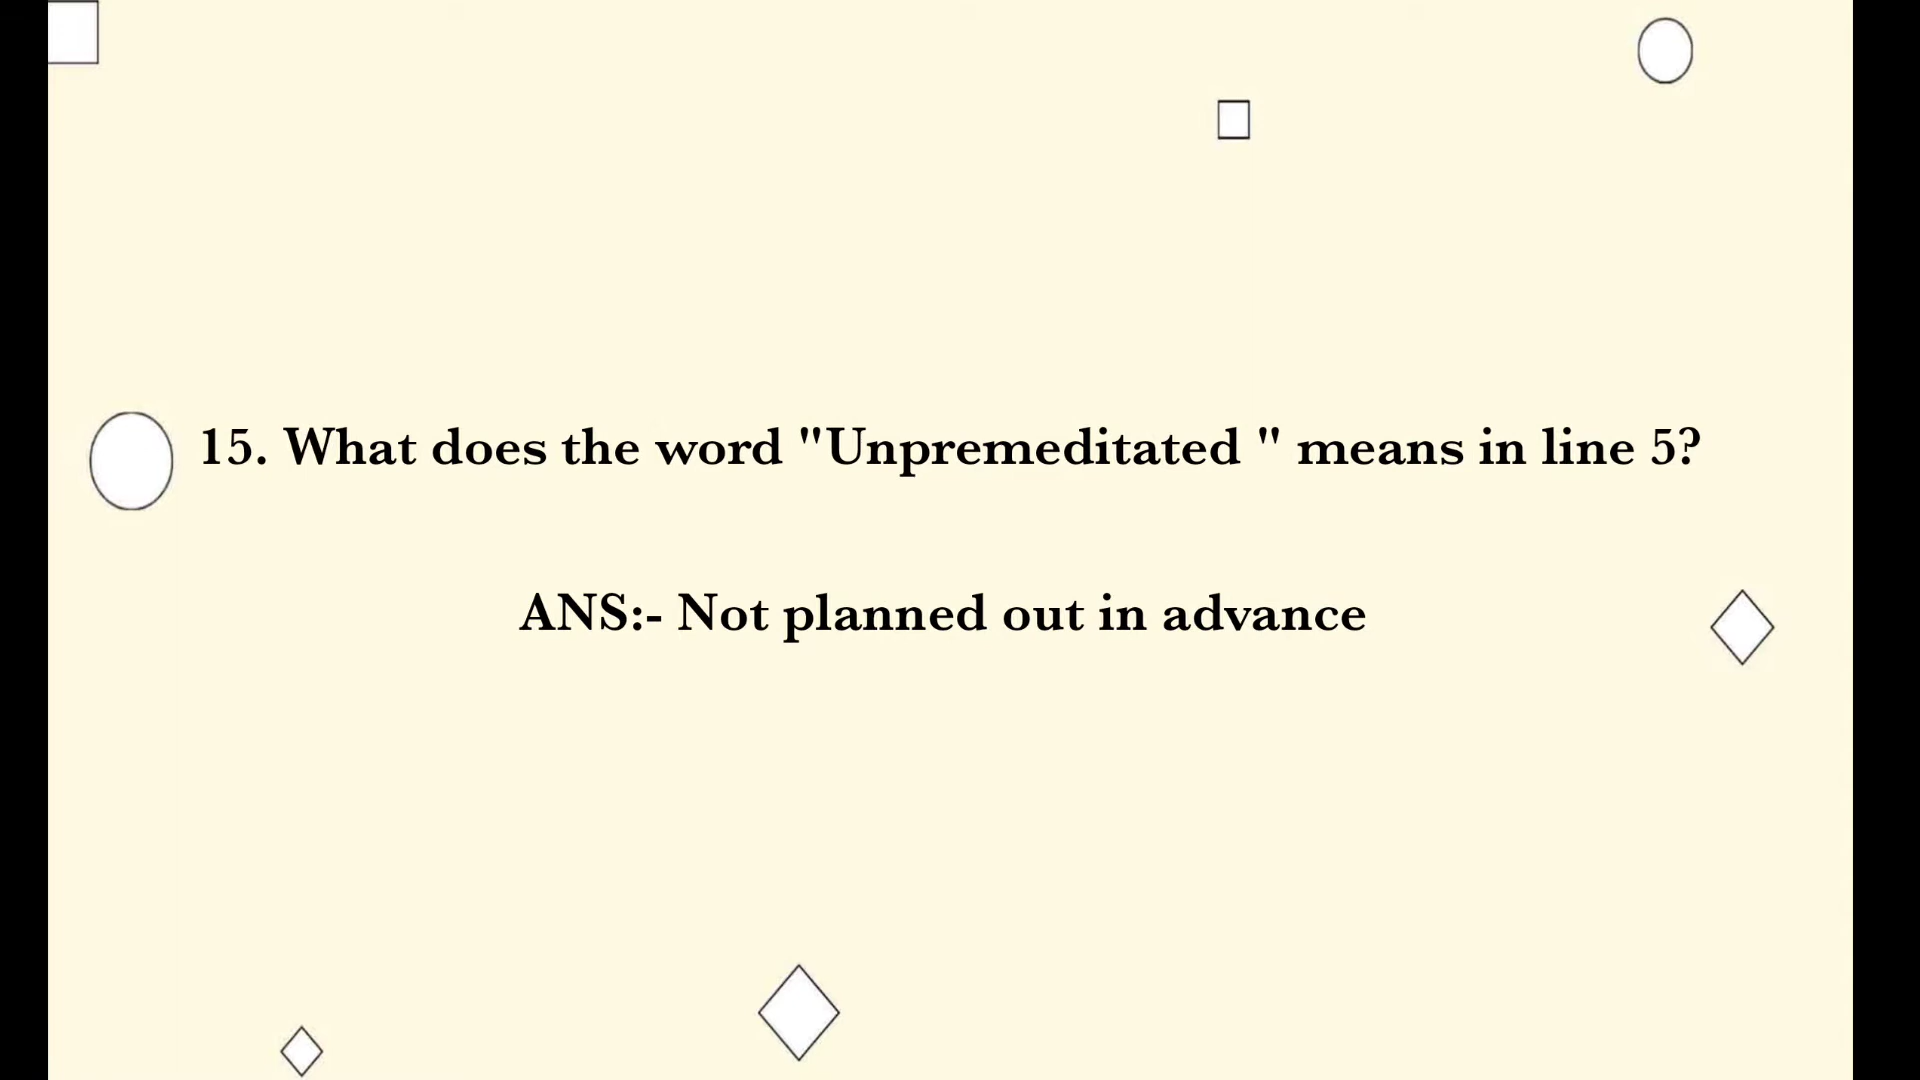 15. What does the word "Unpremeditated " means in line 5?
ANS:- Not planned out in advance